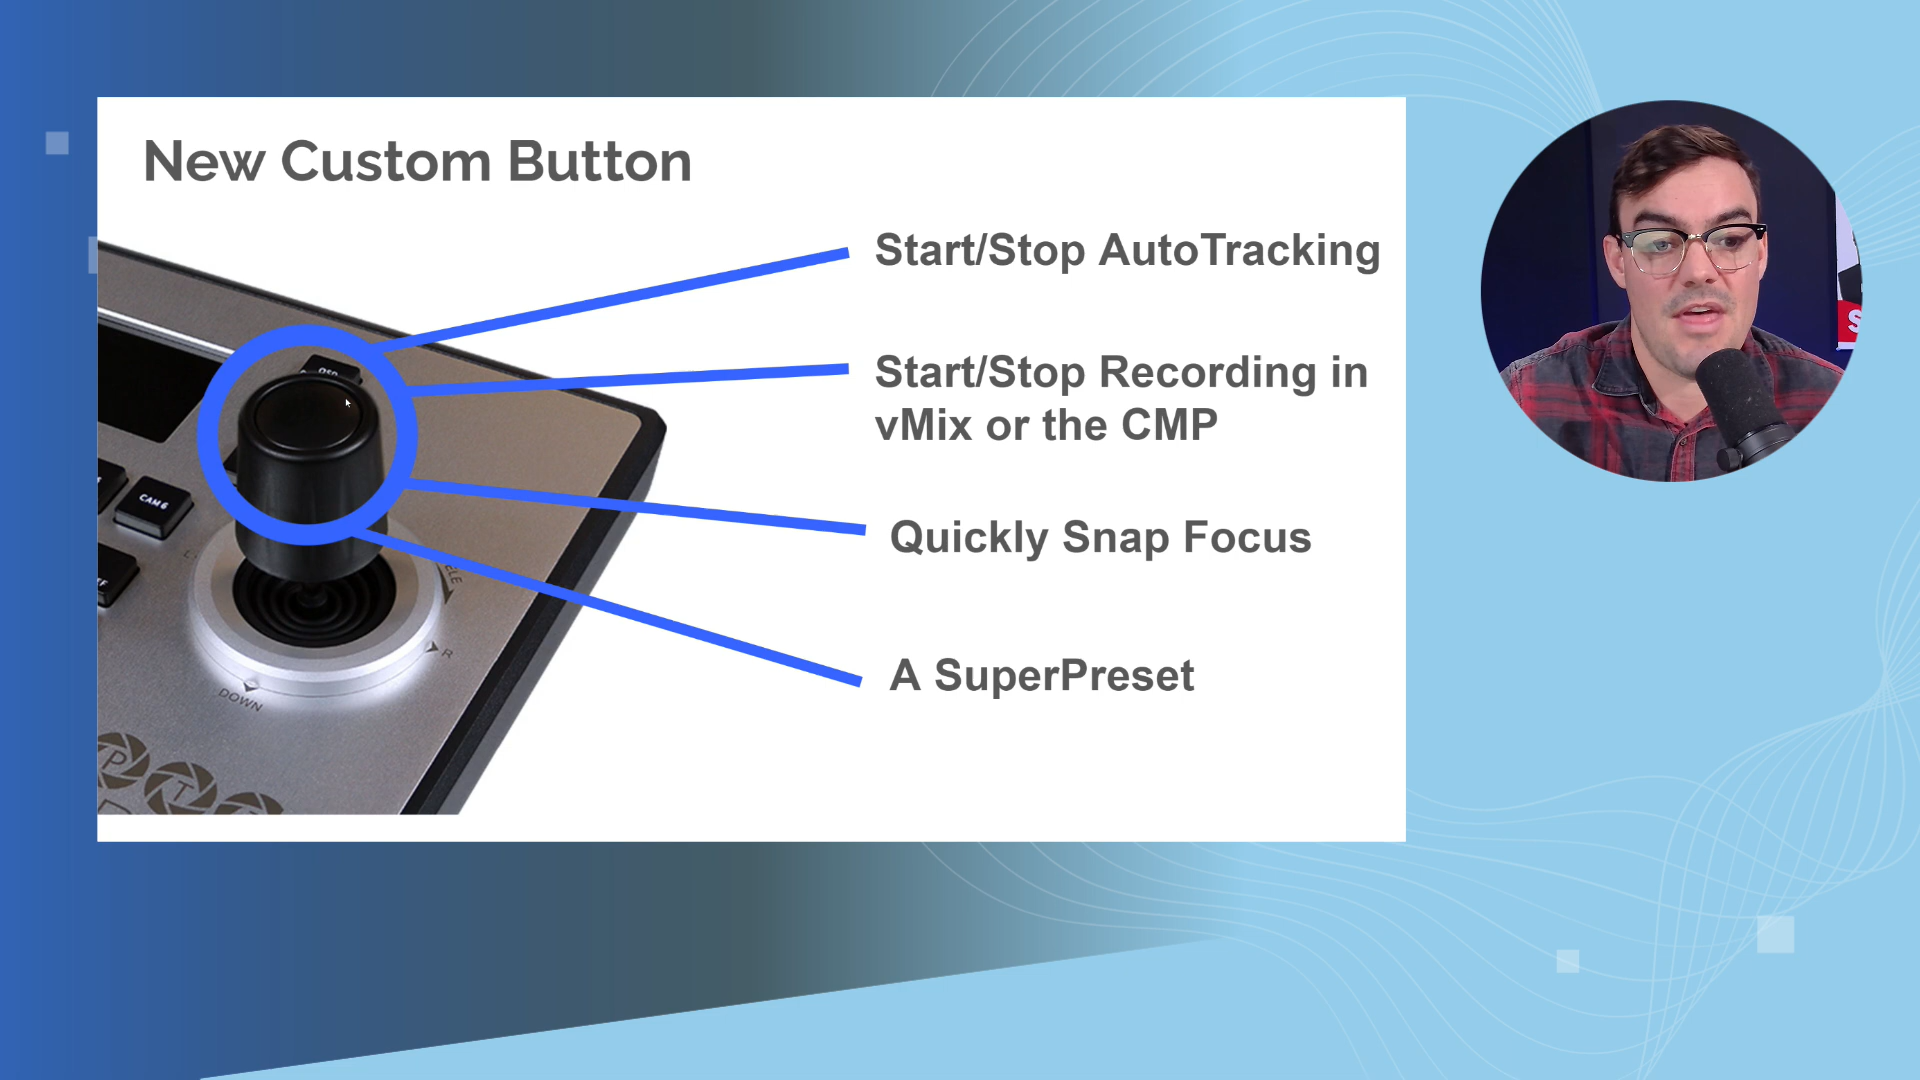 New Custom Button
Start/Stop AutoTracking
Start/Stop Recording in
vMix or the CMP
Quickly Snap Focus
A SuperPreset
OSD
CAM 6
R
DOWN
P T
S